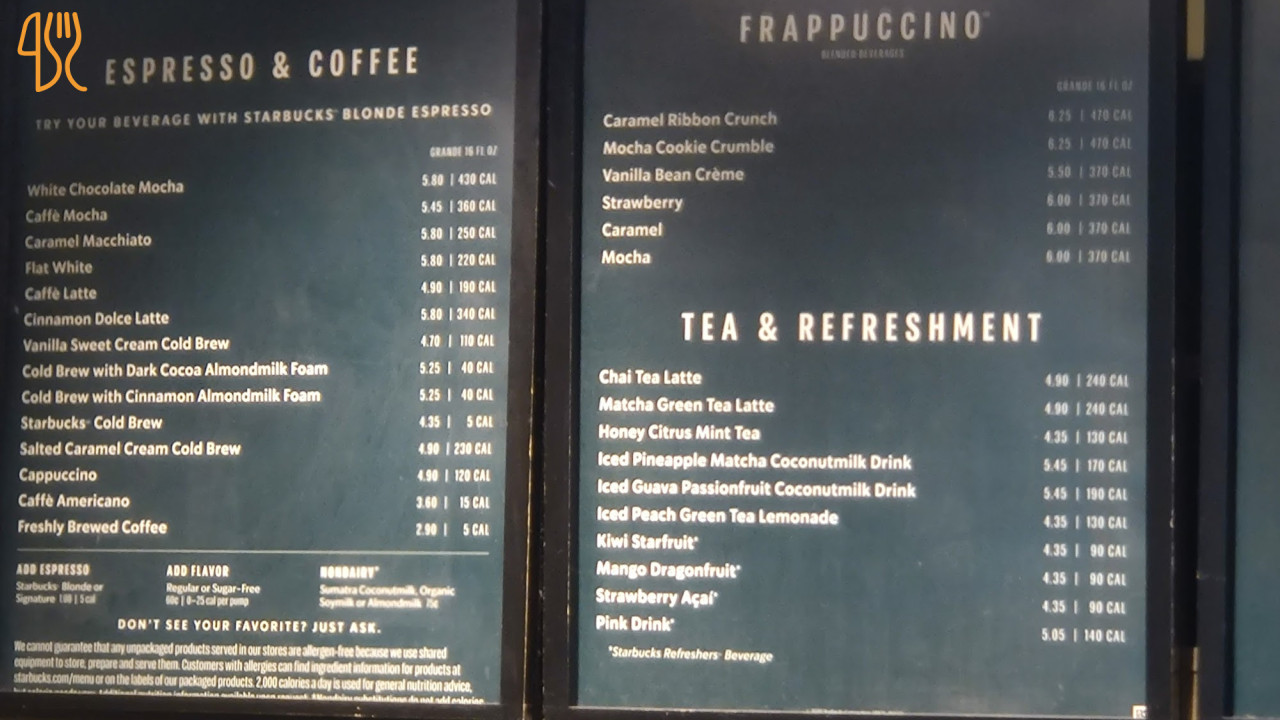 ESPRESSO & COFFEE
TRY YOUR BEVERAGE WITH STARBUCKS™ BLONDE ESPRESSO
GRANDE 16 FL OZ
White Chocolate Mocha 5.80 | 430 CAL
Caffè Mocha 5.45 | 360 CAL
Caramel Macchiato 5.80 | 250 CAL
Flat White 5.80 | 220 CAL
Caffè Latte 4.90 | 190 CAL
Cinnamon Dolce Latte 5.80 | 340 CAL
Vanilla Sweet Cream Cold Brew 4.70 | 110 CAL
Cold Brew with Dark Cocoa Almondmilk Foam 5.25 | 40 CAL
Cold Brew with Cinnamon Almondmilk Foam 5.25 | 40 CAL
Starbucks® Cold Brew 4.35 | 5 CAL
Salted Caramel Cream Cold Brew 4.90 | 230 CAL
Cappuccino 4.90 | 120 CAL
Caffè Americano 3.60 | 15 CAL
Freshly Brewed Coffee 2.90 | 5 CAL
ADD ESPRESSO
Starbucks® Blonde or
Signature 1.00 | 5 cal
ADD FLAVOR
Regular or Sugar-Free
60¢ | 0-25 cal per pump
NONDAIRY*
Sumatra Coconutmilk, Organic
Soymilk or Almondmilk 75¢
DON'T SEE YOUR FAVORITE? JUST ASK.
We cannot guarantee that any unpackaged products served in our stores are allergen-free because we use shared
equipment to store, prepare and serve them. Customers with allergies can find ingredient information for products at
starbucks.com/menu or on the labels of our packaged products. 2,000 calories a day is used for general nutrition advice,
FRAPPUCCINO™
BLENDED BEVERAGES
GRANDE 16 FL OZ
Caramel Ribbon Crunch 6.25 | 470 CAL
Mocha Cookie Crumble 6.25 | 470 CAL
Vanilla Bean Crème 5.50 | 370 CAL
Strawberry 6.00 | 370 CAL
Caramel 6.00 | 370 CAL
Mocha 6.00 | 370 CAL
TEA & REFRESHMENT
Chai Tea Latte 4.90 | 240 CAL
Matcha Green Tea Latte 4.90 | 240 CAL
Honey Citrus Mint Tea 4.35 | 130 CAL
Iced Pineapple Matcha Coconutmilk Drink 5.45 | 170 CAL
Iced Guava Passionfruit Coconutmilk Drink 5.45 | 190 CAL
Iced Peach Green Tea Lemonade 4.35 | 130 CAL
Kiwi Starfruit* 4.35 | 90 CAL
Mango Dragonfruit* 4.35 | 90 CAL
Strawberry Açaí* 4.35 | 90 CAL
Pink Drink* 5.05 | 140 CAL
*Starbucks Refreshers® Beverage